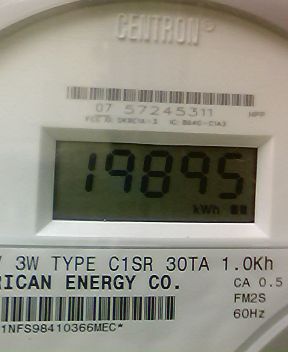 CENTRON®
07 57245311
19895
kWh
3W TYPE C1SR 30TA 1.0Kh
RICAN ENERGY CO.
CA 0.5
FM2S
60Hz
1NFS98410366MEC*